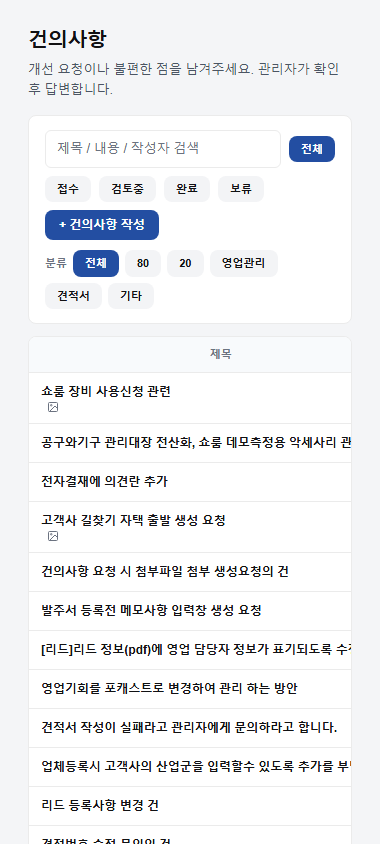 건의사항
개선 요청이나 불편한 점을 남겨주세요. 관리자가 확인
후 답변합니다.
제목 / 내용 / 작성자 검색
전체
접수 검토중 완료 보류
+ 건의사항 작성
분류 전체 80 20 영업관리
견적서 기타
제목
쇼룸 장비 사용신청 관련
공구와기구 관리대장 전산화, 쇼룸 데모측정용 악세사리 관
전자결재에 의견란 추가
고객사 길찾기 자택 출발 생성 요청
건의사항 요청 시 첨부파일 첨부 생성요청의 건
발주서 등록전 메모사항 입력창 생성 요청
[리드]리드 정보(pdf)에 영업 담당자 정보가 표기되도록
영업기회를 포캐스트로 변경하여 관리 하는 방안
견적서 작성이 실패라고 관리자에게 문의하라고 합니다.
업체등록시 고객사의 산업군을 입력할수 있도록 추가를
리드 등록사항 변경 건